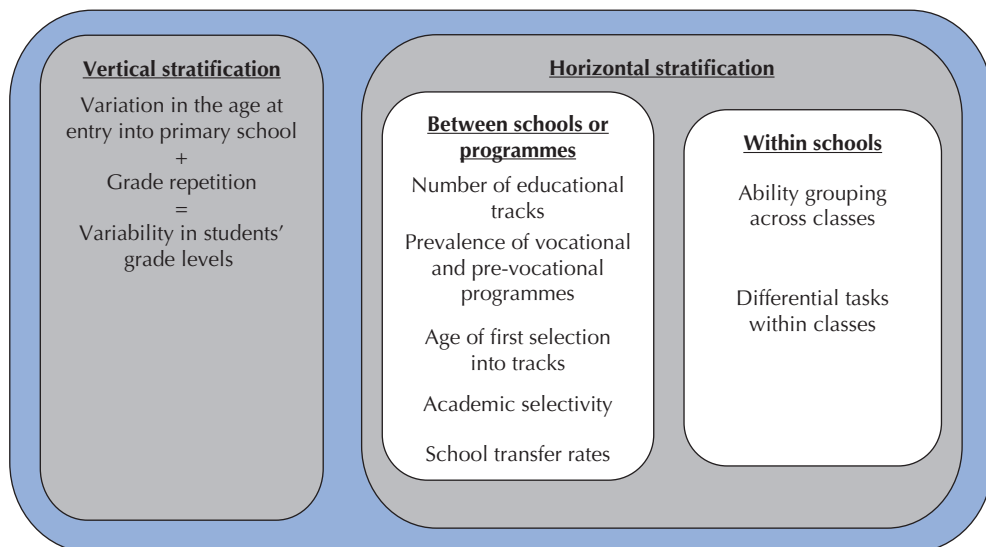 Vertical stratification
Variation in the age at
entry into primary school
+
Grade repetition
=
Variability in students’
grade levels
Horizontal stratification
Between schools or
programmes
Number of educational
tracks
Prevalence of vocational
and pre-vocational
programmes
Age of first selection
into tracks
Academic selectivity
School transfer rates
Within schools
Ability grouping
across classes
Differential tasks
within classes